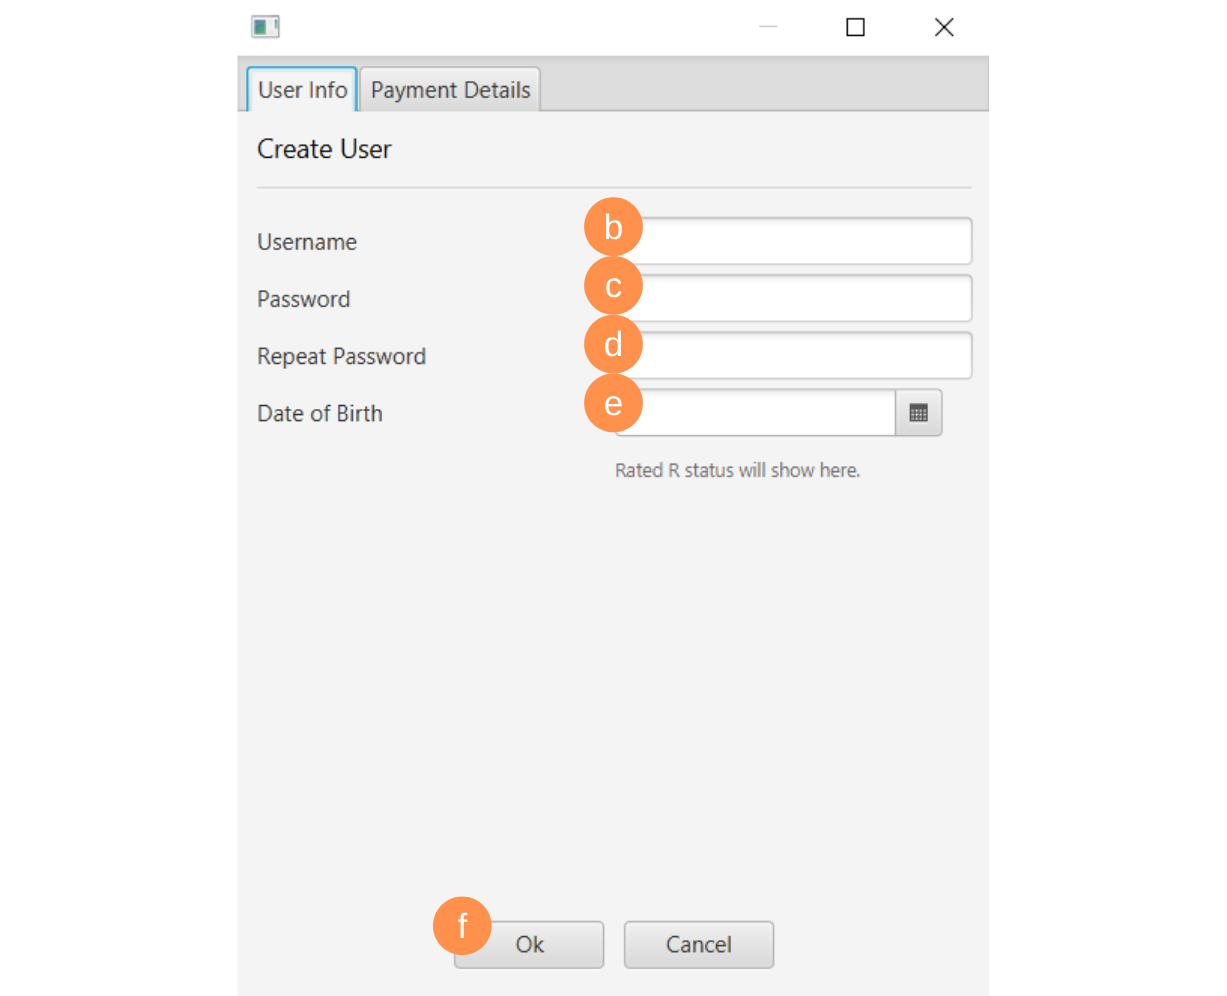 User Info Payment Details
Create User
Username b
Password c
Repeat Password d
Date of Birth e
Rated R status will show here.
f Ok Cancel